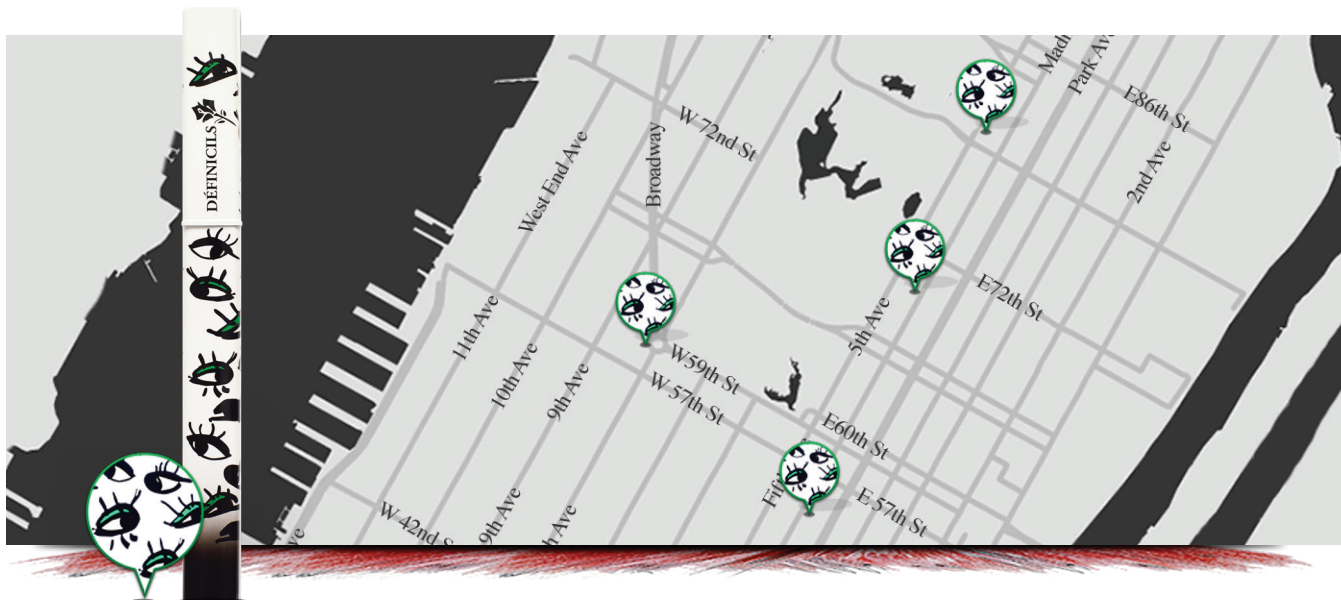 DÉFINICILS
Park Ave
E86th St
W 72nd St
Broadway
West End Ave
2nd Ave
E72th St
11th Ave
5th Ave
10th Ave
9th Ave
W59th St
W 57th St
E60th St
E 57th St
W 42nd S
9th Ave
h Ave